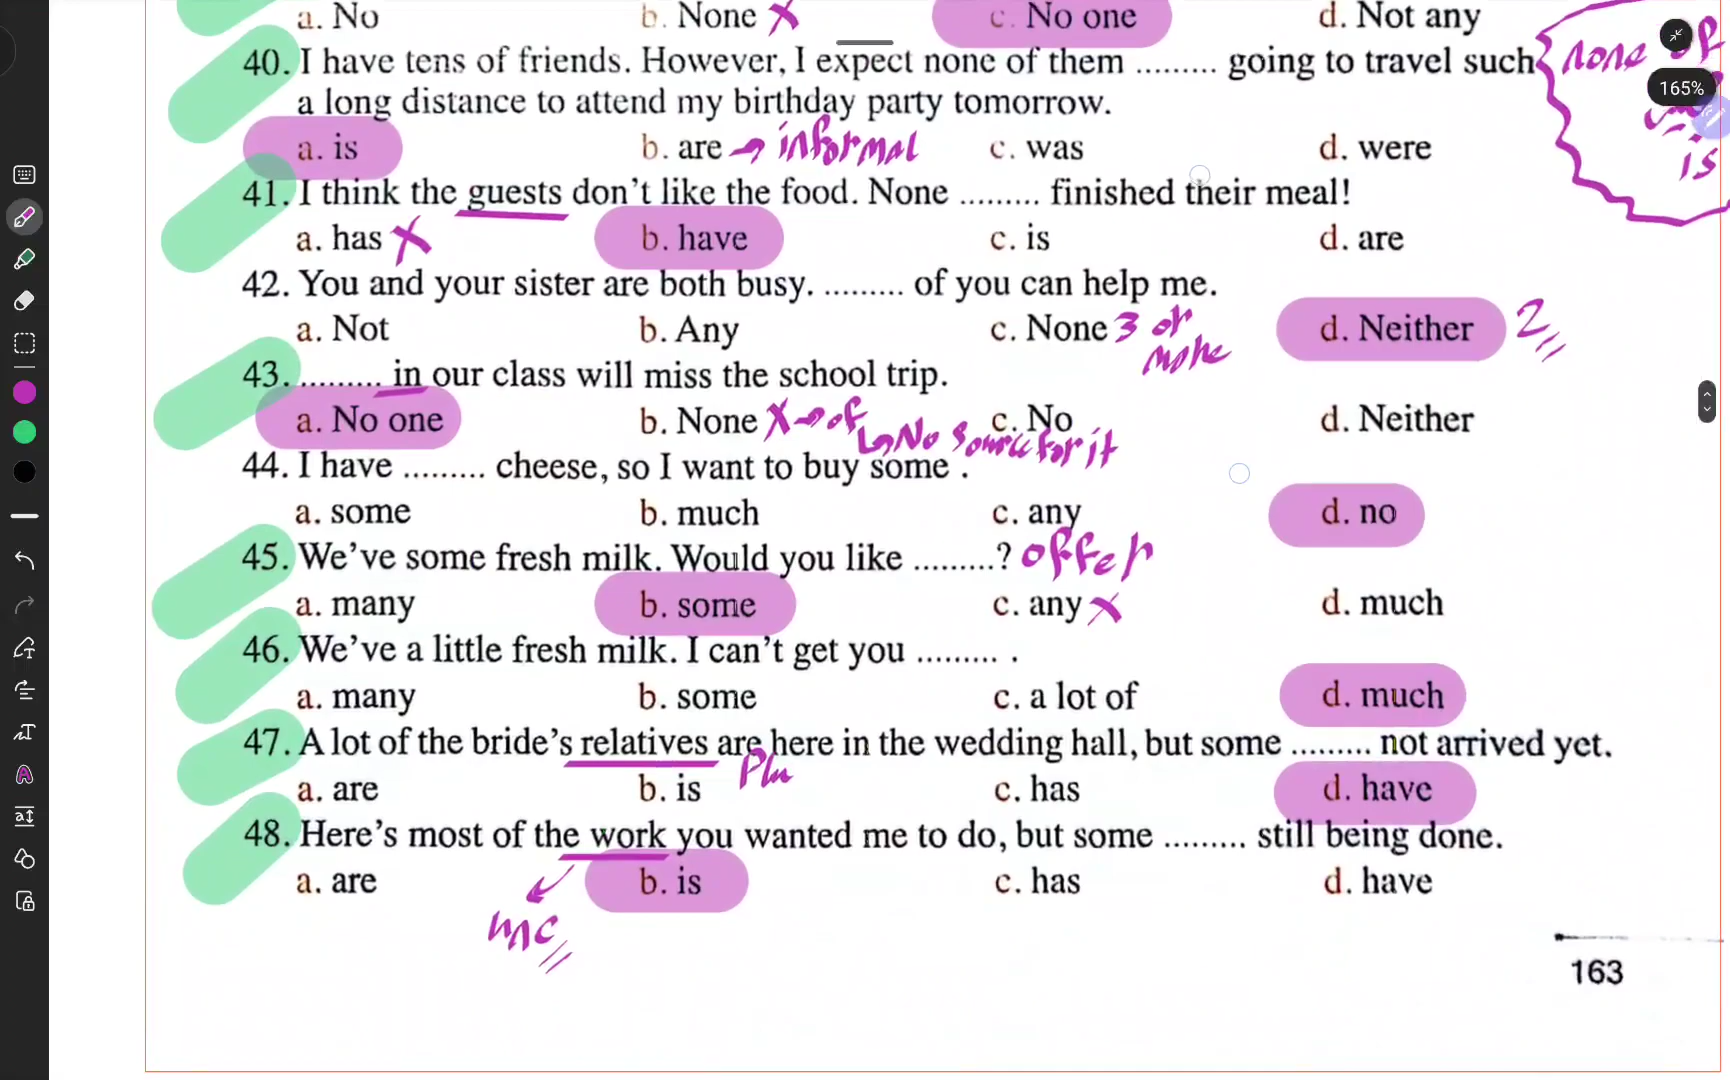 a. No b. None X c. No one d. Not any
40. I have tens of friends. However, I expect none of them ......... going to travel such none of
165%
a long distance to attend my birthday party tomorrow.
a. is b. are → informal c. was d. were
is
41. I think the guests don't like the food. None ......... finished their meal!
a. has X b. have c. is d. are
42. You and your sister are both busy. ......... of you can help me.
a. Not b. Any c. None 3 or more d. Neither 2
43. ......... in our class will miss the school trip.
a. No one b. None X → of c. No d. Neither
↳ No source for it
44. I have ......... cheese, so I want to buy some .
a. some b. much c. any d. no
45. We've some fresh milk. Would you like .........? offer
a. many b. some c. any X d. much
46. We've a little fresh milk. I can't get you ......... .
a. many b. some c. a lot of d. much
47. A lot of the bride's relatives are here in the wedding hall, but some ......... not arrived yet.
Plu
a. are b. is c. has d. have
48. Here's most of the work you wanted me to do, but some ......... still being done.
a. are b. is c. has d. have
unc
163